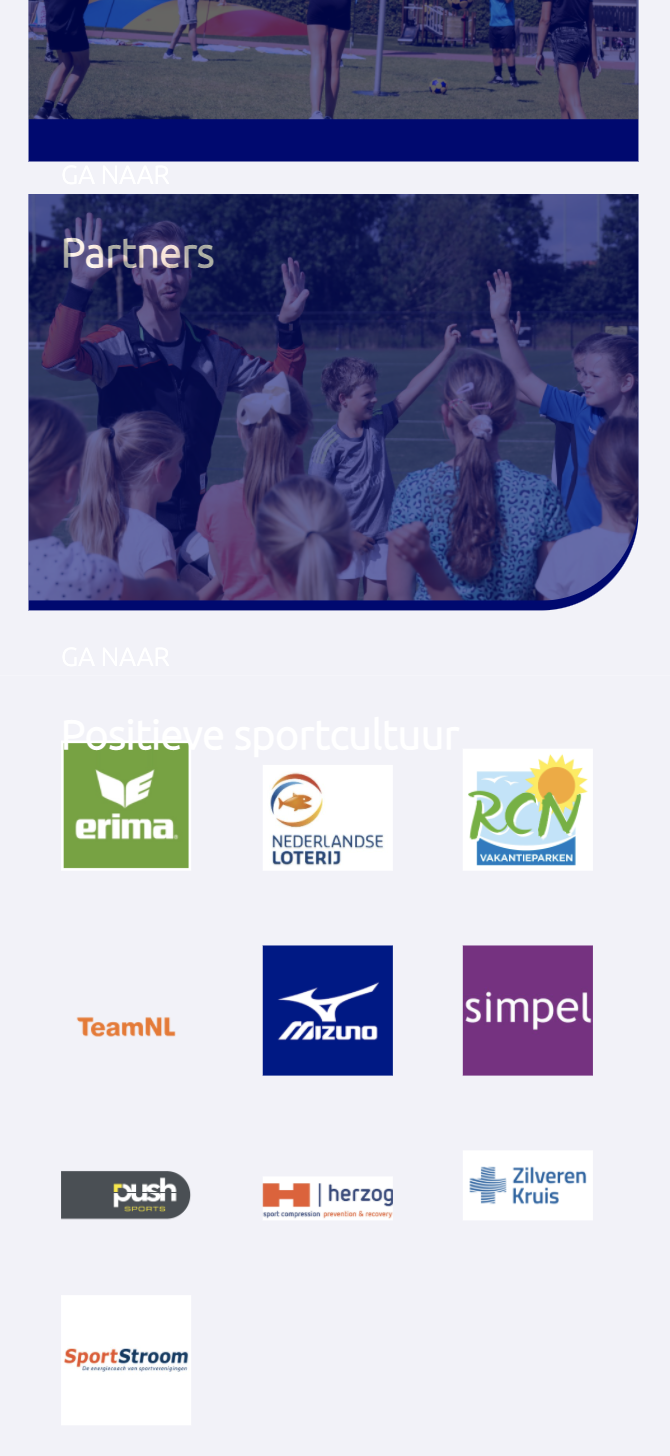 GA NAAR
Partners
GA NAAR
Positieve sportcultuur
erima
NEDERLANDSE
LOTERIJ
RCN
VAKANTIEPARKEN
TeamNL
MIZUNO
simpel
push
SPORTS
herzog
sport compression prevention & recovery
Zilveren
Kruis
SportStroom
De energiecoach van sportverenigingen